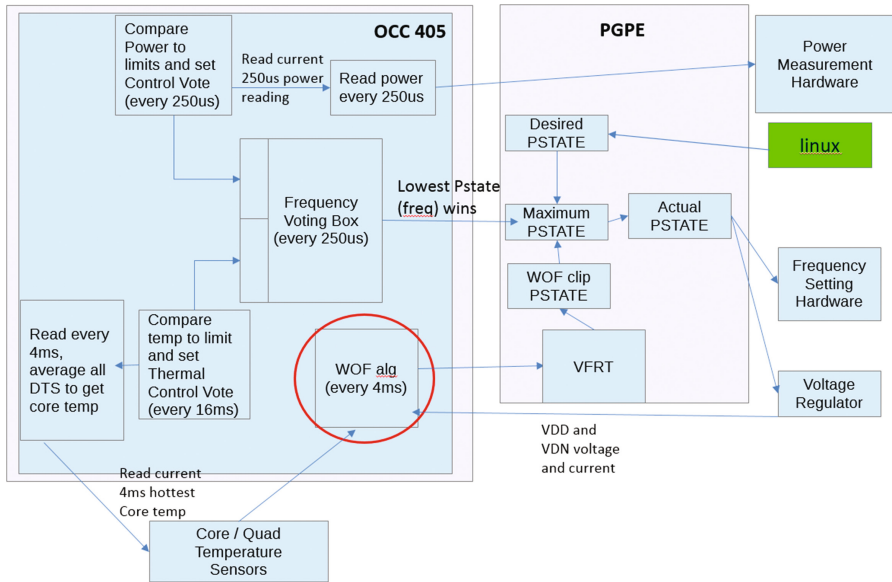 OCC 405
Compare
Power to
limits and set
Control Vote
(every 250us)
Read current
250us power
reading
Read power
every 250us
Frequency
Voting Box
(every 250us)
Lowest Pstate
(freq) wins
Read every
4ms,
average all
DTS to get
core temp
Compare
temp to limit
and set
Thermal
Control Vote
(every 16ms)
WOF alg
(every 4ms)
Read current
4ms hottest
Core temp
Core / Quad
Temperature
Sensors
PGPE
Desired
PSTATE
Maximum
PSTATE
Actual
PSTATE
WOF clip
PSTATE
VFRT
VDD and
VDN voltage
and current
Power
Measurement
Hardware
linux
Frequency
Setting
Hardware
Voltage
Regulator